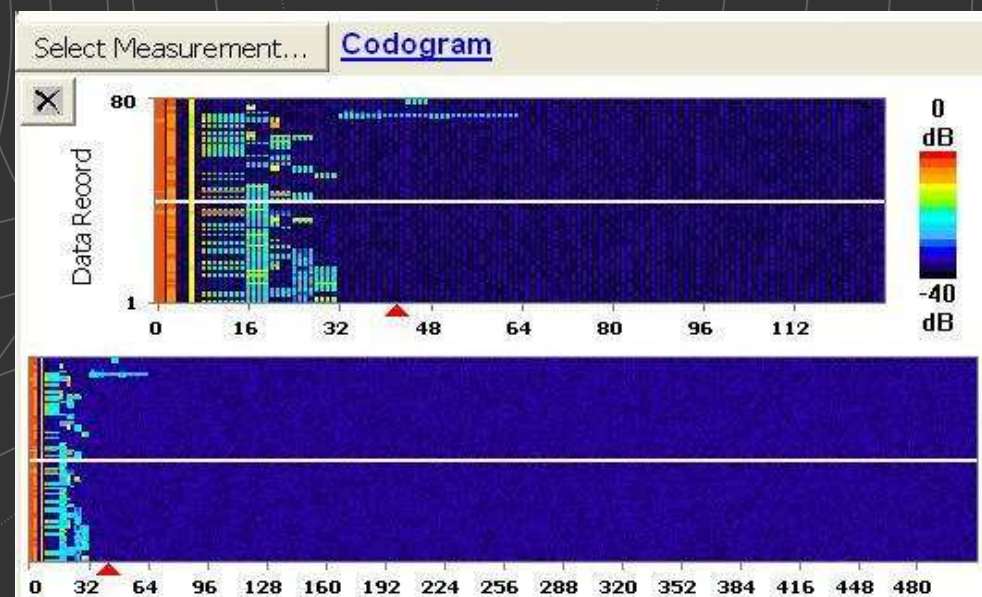 Select Measurement... Codogram
80
Data Record
1
0 16 32 48 64 80 96 112
0
dB
-40
dB
0 32 64 96 128 160 192 224 256 288 320 352 384 416 448 480